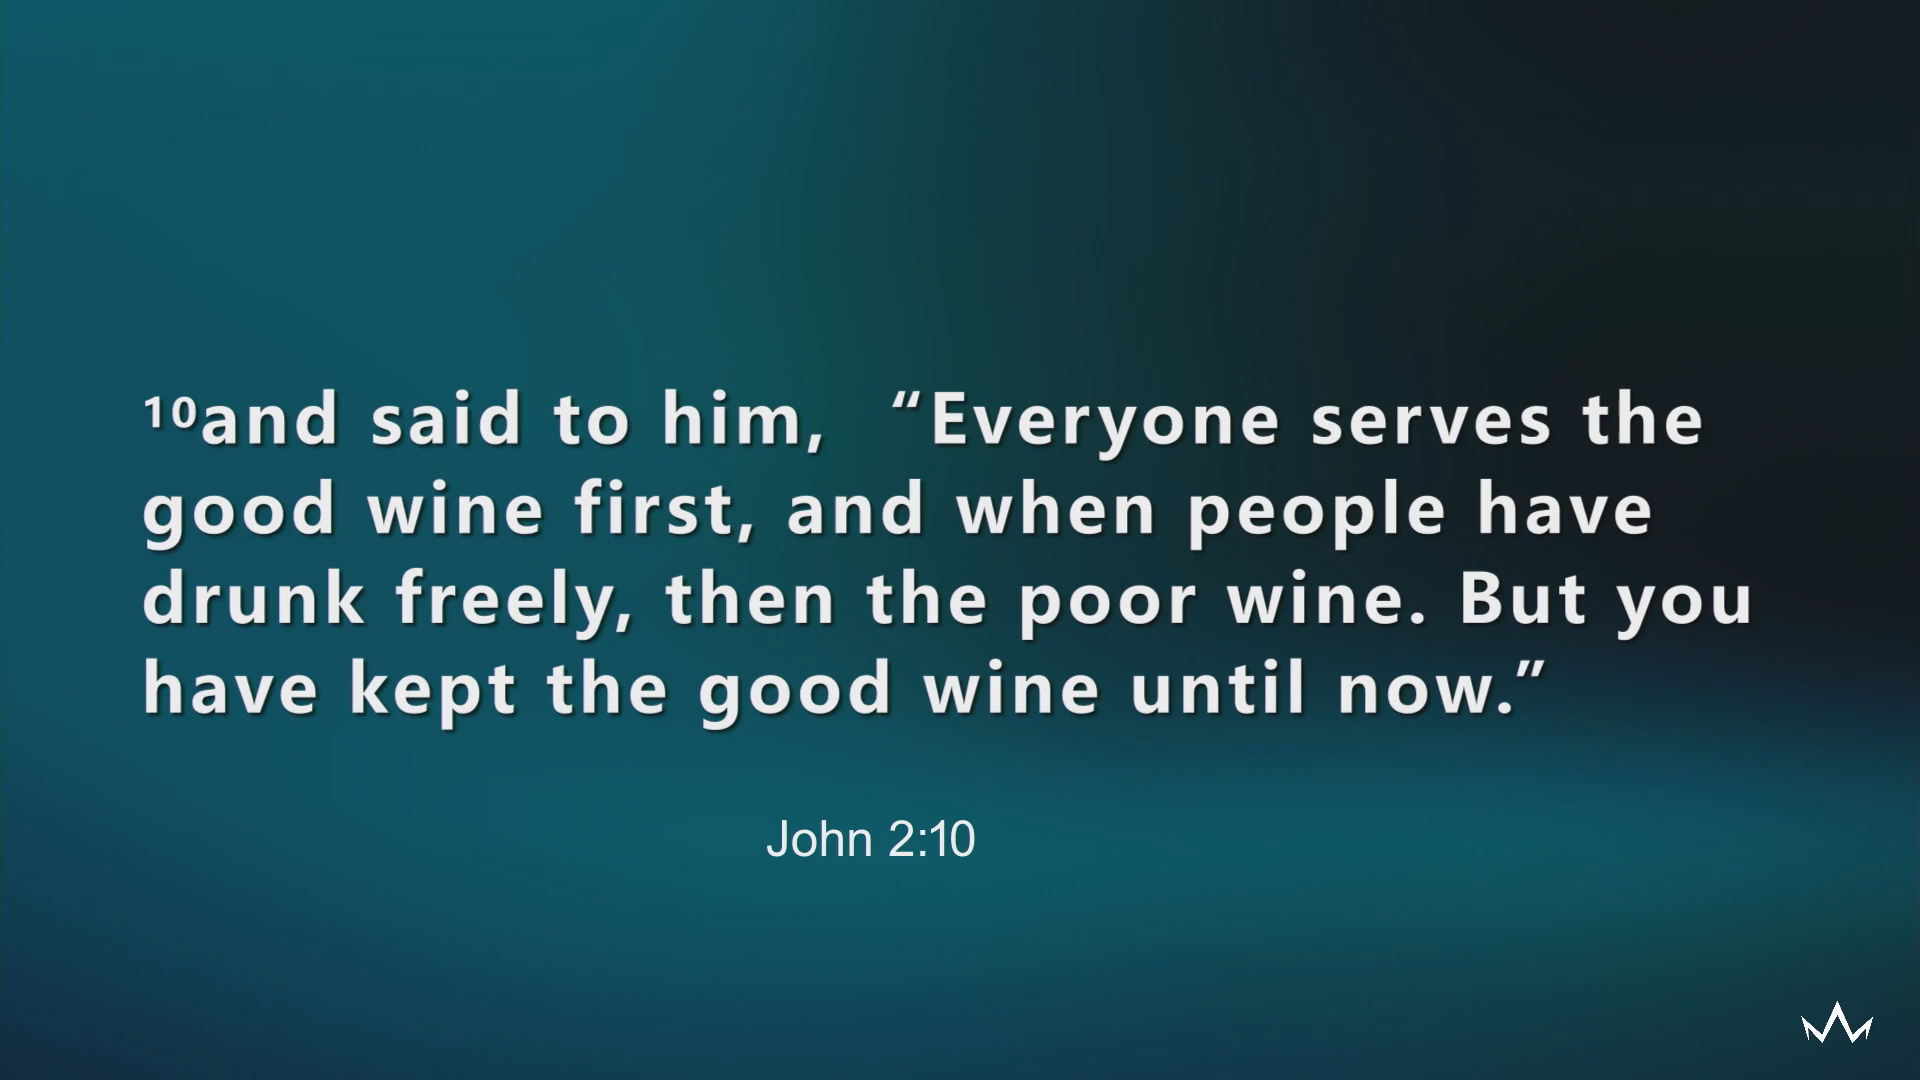 ¹⁰and said to him, “Everyone serves the
good wine first, and when people have
drunk freely, then the poor wine. But you
have kept the good wine until now.”
John 2:10